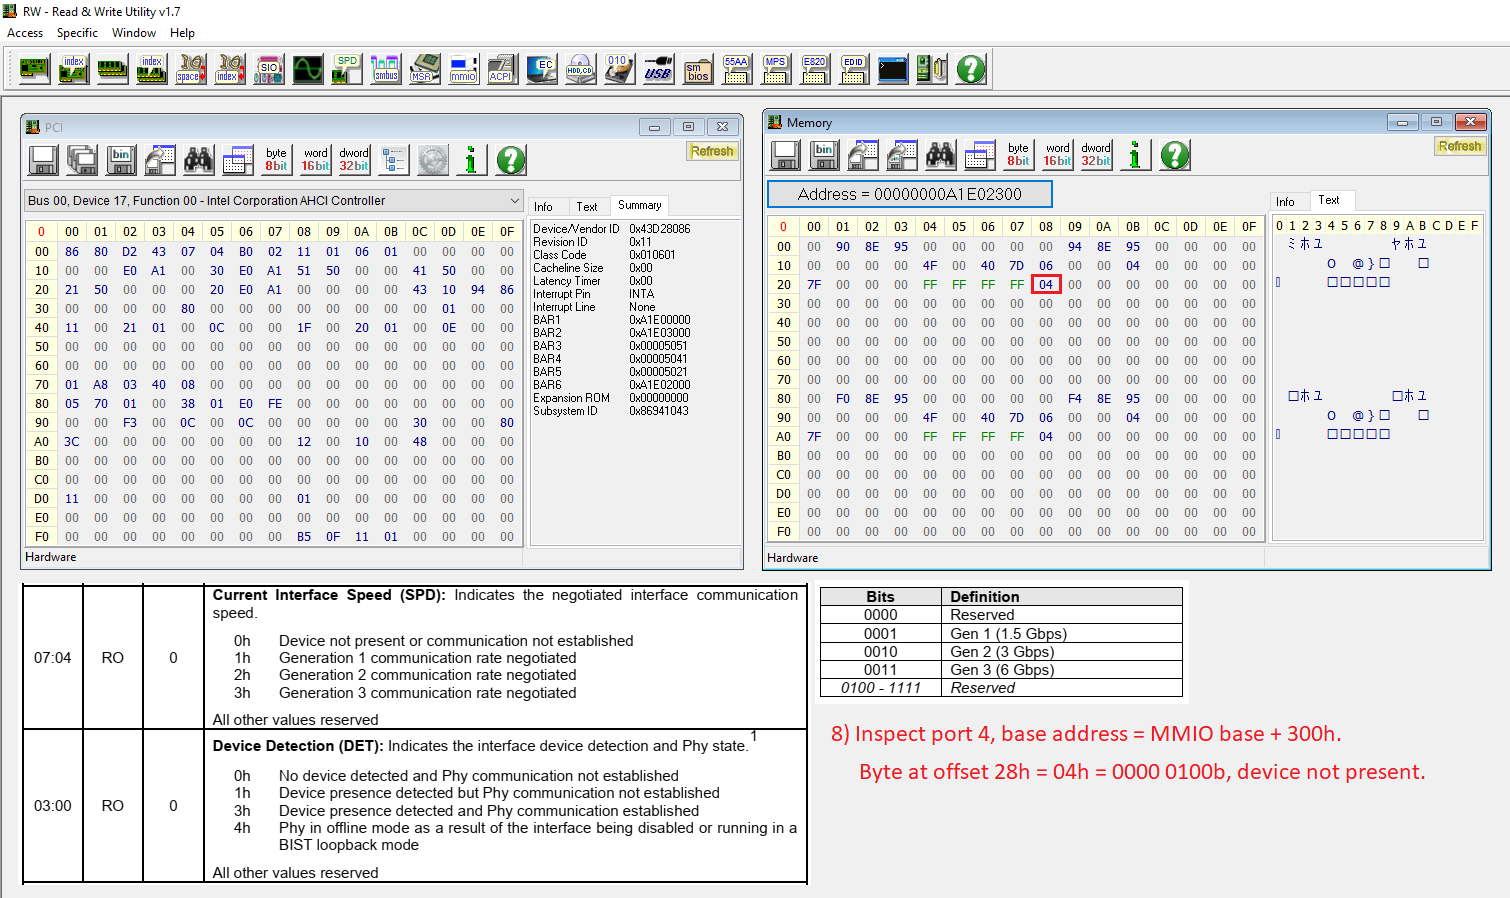 RW - Read & Write Utility v1.7
Access Specific Window Help
index index space index SIO SPD smbus MSR mmio ACPI EC HDD,CD 010 USB sm bios 55AA MPS E820 EDID
PCI
bin byte 8bit word 16bit dword 32bit Refresh
Bus 00, Device 17, Function 00 - Intel Corporation AHCI Controller
Info Text Summary
0 00 01 02 03 04 05 06 07 08 09 0A 0B 0C 0D 0E 0F
00 86 80 D2 43 07 04 B0 02 11 01 06 01 00 00 00 00
10 00 00 E0 A1 00 30 E0 A1 51 50 00 00 41 50 00 00
20 21 50 00 00 00 20 E0 A1 00 00 00 00 43 10 94 86
30 00 00 00 00 80 00 00 00 00 00 00 00 00 01 00 00
40 11 00 21 01 00 0C 00 00 1F 00 20 01 00 0E 00 00
50 00 00 00 00 00 00 00 00 00 00 00 00 00 00 00 00
60 00 00 00 00 00 00 00 00 00 00 00 00 00 00 00 00
70 01 A8 03 40 08 00 00 00 00 00 00 00 00 00 00 00
80 05 70 01 00 38 01 E0 FE 00 00 00 00 00 00 00 00
90 00 00 F3 00 0C 00 0C 00 00 00 00 00 30 00 00 80
A0 3C 00 00 00 00 00 00 00 12 00 10 00 48 00 00 00
B0 00 00 00 00 00 00 00 00 00 00 00 00 00 00 00 00
C0 00 00 00 00 00 00 00 00 00 00 00 00 00 00 00 00
D0 11 00 00 00 00 00 00 00 01 00 00 00 00 00 00 00
E0 00 00 00 00 00 00 00 00 00 00 00 00 00 00 00 00
F0 00 00 00 00 00 00 00 00 B5 0F 11 01 00 00 00 00
Device/Vendor ID 0x43D28086
Revision ID 0x11
Class Code 0x010601
Cacheline Size 0x00
Latency Timer 0x00
Interrupt Pin INTA
Interrupt Line None
BAR1 0xA1E00000
BAR2 0xA1E03000
BAR3 0x00005051
BAR4 0x00005041
BAR5 0x00005021
BAR6 0xA1E02000
Expansion ROM 0x00000000
Subsystem ID 0x86941043
Hardware
Memory
bin byte 8bit word 16bit dword 32bit Refresh
Address = 00000000A1E02300
Info Text
0 00 01 02 03 04 05 06 07 08 09 0A 0B 0C 0D 0E 0F
00 00 90 8E 95 00 00 00 00 00 94 8E 95 00 00 00 00
10 00 00 00 00 4F 00 40 7D 06 00 00 04 00 00 00 00
20 7F 00 00 00 FF FF FF FF 04 00 00 00 00 00 00 00
30 00 00 00 00 00 00 00 00 00 00 00 00 00 00 00 00
40 00 00 00 00 00 00 00 00 00 00 00 00 00 00 00 00
50 00 00 00 00 00 00 00 00 00 00 00 00 00 00 00 00
60 00 00 00 00 00 00 00 00 00 00 00 00 00 00 00 00
70 00 00 00 00 00 00 00 00 00 00 00 00 00 00 00 00
80 00 F0 8E 95 00 00 00 00 00 F4 8E 95 00 00 00 00
90 00 00 00 00 4F 00 40 7D 06 00 00 04 00 00 00 00
A0 7F 00 00 00 FF FF FF FF 04 00 00 00 00 00 00 00
B0 00 00 00 00 00 00 00 00 00 00 00 00 00 00 00 00
C0 00 00 00 00 00 00 00 00 00 00 00 00 00 00 00 00
D0 00 00 00 00 00 00 00 00 00 00 00 00 00 00 00 00
E0 00 00 00 00 00 00 00 00 00 00 00 00 00 00 00 00
F0 00 00 00 00 00 00 00 00 00 00 00 00 00 00 00 00
0 1 2 3 4 5 6 7 8 9 A B C D E F
ミホユ ヤホユ
O @}□ □
□□□□□
□ホユ □ホユ
O @}□ □
□□□□□
Hardware
07:04 RO 0
Current Interface Speed (SPD): Indicates the negotiated interface communication
speed.
0h Device not present or communication not established
1h Generation 1 communication rate negotiated
2h Generation 2 communication rate negotiated
3h Generation 3 communication rate negotiated
All other values reserved
03:00 RO 0
Device Detection (DET): Indicates the interface device detection and Phy state.1
0h No device detected and Phy communication not established
1h Device presence detected but Phy communication not established
3h Device presence detected and Phy communication established
4h Phy in offline mode as a result of the interface being disabled or running in a
BIST loopback mode
All other values reserved
Bits Definition
0000 Reserved
0001 Gen 1 (1.5 Gbps)
0010 Gen 2 (3 Gbps)
0011 Gen 3 (6 Gbps)
0100 - 1111 Reserved
8) Inspect port 4, base address = MMIO base + 300h.
Byte at offset 28h = 04h = 0000 0100b, device not present.